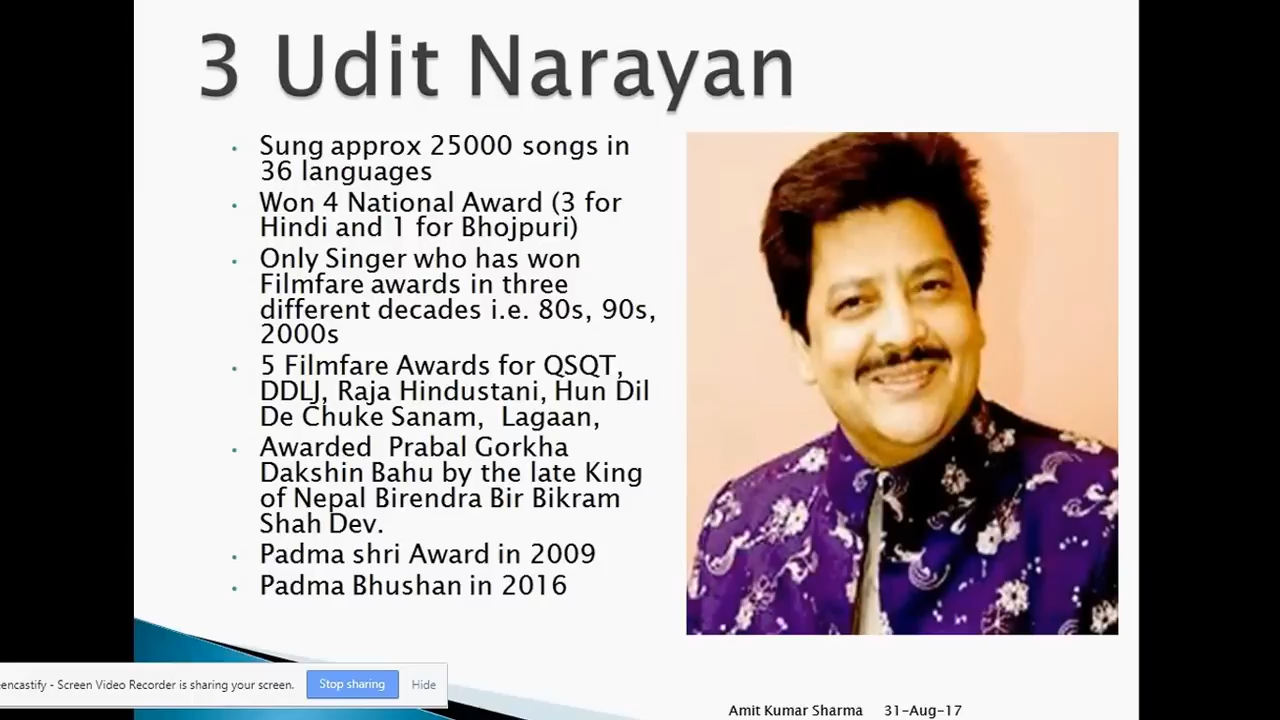 3 Udit Narayan
Sung approx 25000 songs in
36 languages
Won 4 National Award (3 for
Hindi and 1 for Bhojpuri)
Only Singer who has won
Filmfare awards in three
different decades i.e. 80s, 90s,
2000s
5 Filmfare Awards for QSQT,
DDLJ, Raja Hindustani, Hun Dil
De Chuke Sanam,  Lagaan,
Awarded  Prabal Gorkha
Dakshin Bahu by the late King
of Nepal Birendra Bir Bikram
Shah Dev.
Padma shri Award in 2009
Padma Bhushan in 2016
encastify - Screen Video Recorder is sharing your screen. Stop sharing Hide
Amit Kumar Sharma 31-Aug-17